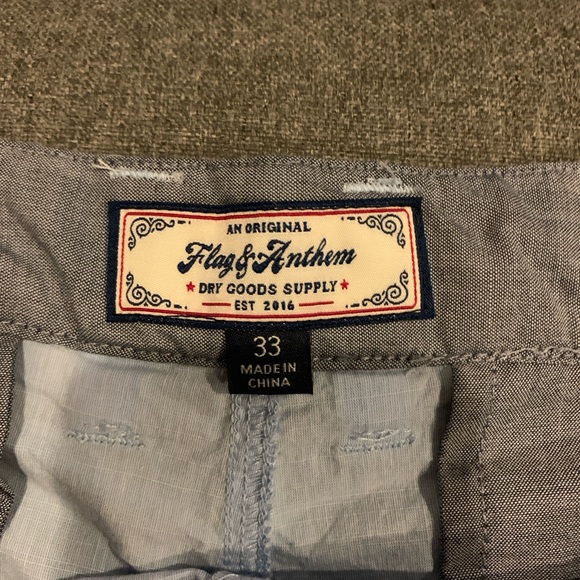 AN ORIGINAL
Flag & Anthem
★ DRY GOODS SUPPLY ★
EST 2016
33
MADE IN
CHINA